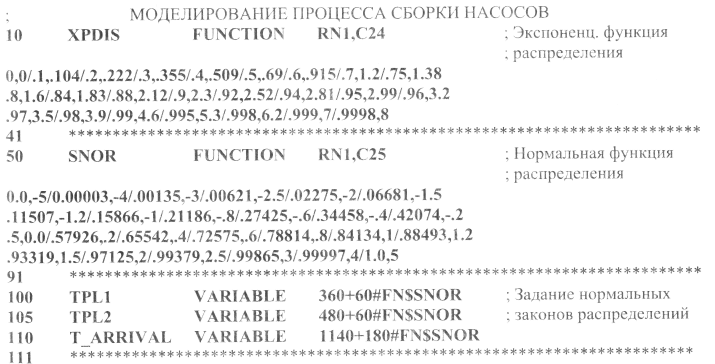 ; МОДЕЛИРОВАНИЕ ПРОЦЕССА СБОРКИ НАСОСОВ
10 XPDIS FUNCTION RN1,C24 ; Экспоненц. функция
; распределения
0,0/.1,.104/.2,.222/.3,.355/.4,.509/.5,.69/.6,.915/.7,1.2/.75,1.38
.8,1.6/.84,1.83/.88,2.12/.9,2.3/.92,2.52/.94,2.81/.95,2.99/.96,3.2
.97,3.5/.98,3.9/.99,4.6/.995,5.3/.998,6.2/.999,7/.9998,8
41 **********************************************************************
50 SNOR FUNCTION RN1,C25 ; Нормальная функция
; распределения
0.0,-5/0.00003,-4/.00135,-3/.00621,-2.5/.02275,-2/.06681,-1.5
.11507,-1.2/.15866,-1/.21186,-.8/.27425,-.6/.34458,-.4/.42074,-.2
.5,0.0/.57926,.2/.65542,.4/.72575,.6/.78814,.8/.84134,1/.88493,1.2
.93319,1.5/.97125,2/.99379,2.5/.99865,3/.99997,4/1.0,5
91 **********************************************************************
100 TPL1 VARIABLE 360+60#FN$SNOR ; Задание нормальных
105 TPL2 VARIABLE 480+60#FN$SNOR ; законов распределений
110 T_ARRIVAL VARIABLE 1140+180#FN$SNOR
111 **********************************************************************